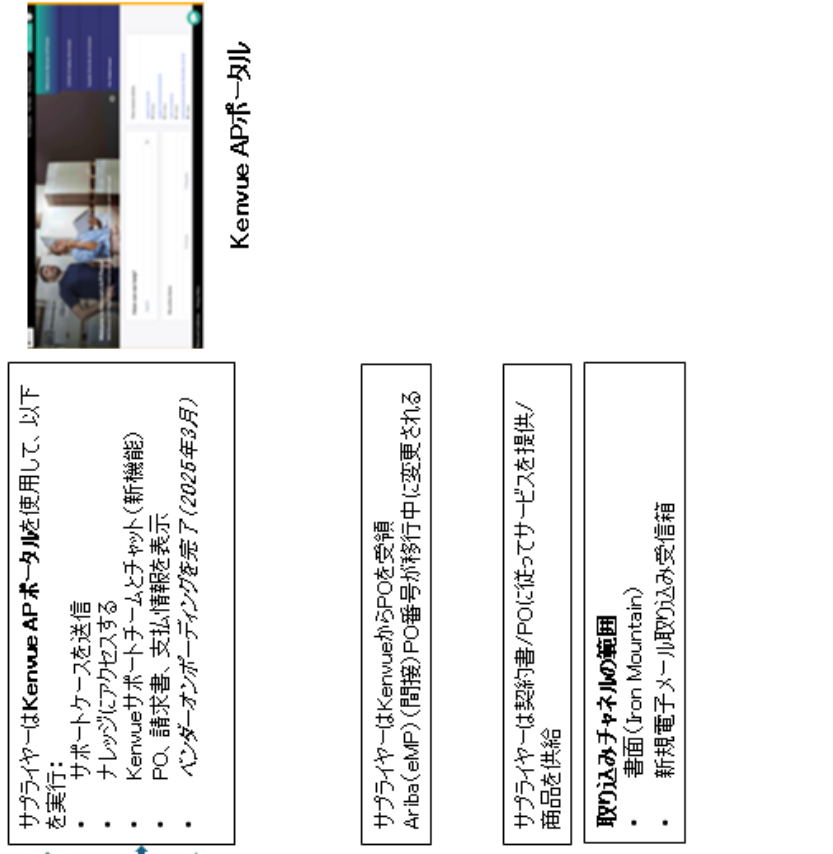 サプライヤーはKenvue APポータルを使用して、以下
を実行:
• サポートケースを送信
• ナレッジにアクセスする
• Kenvueサポートチームとチャット(新機能)
• PO、請求書、支払情報を表示
• ベンダーオンボーディングを完了(2025年3月)
Kenvue APポータル
サプライヤーはKenvueからPOを受領
Ariba(eMP)(間接)PO番号が移行中に変更される
サプライヤーは契約書/POに従ってサービスを提供/
商品を供給
取り込みチャネルの範囲
• 書面(Iron Mountain)
• 新規電子メール取り込み受信箱